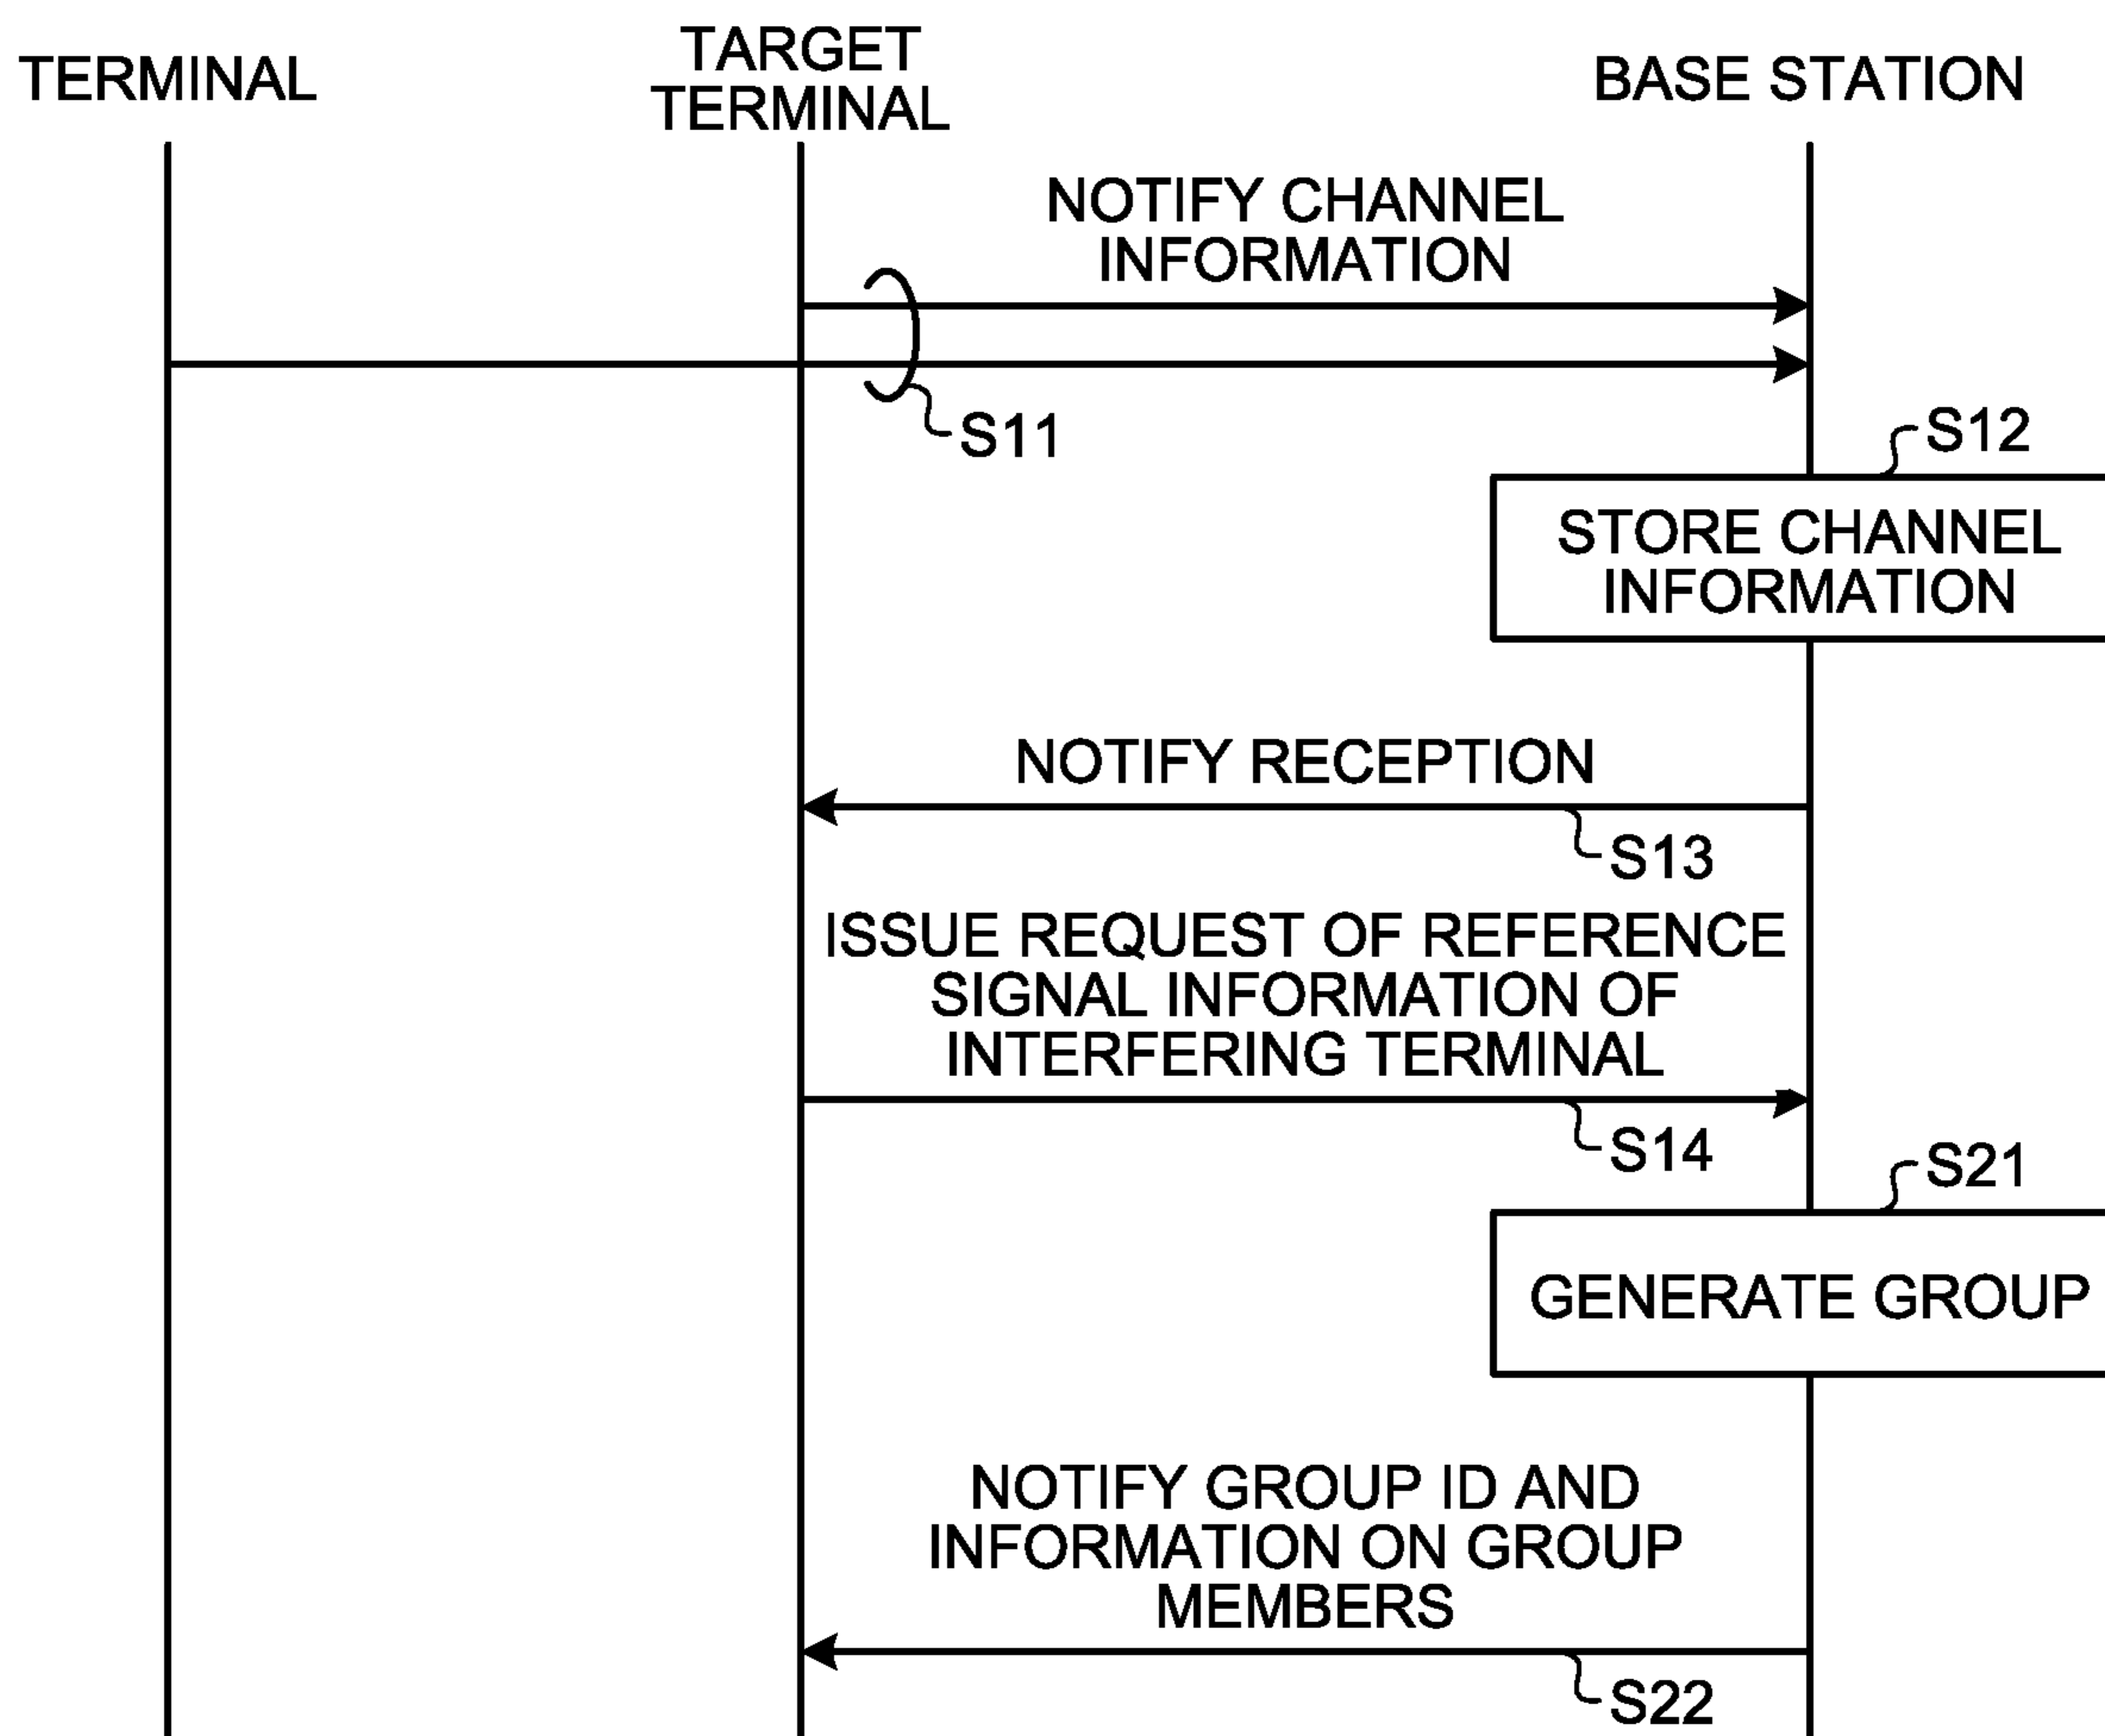 TERMINAL
TARGET
TERMINAL
BASE STATION
NOTIFY CHANNEL
INFORMATION
S11
S12
STORE CHANNEL
INFORMATION
NOTIFY RECEPTION
S13
ISSUE REQUEST OF REFERENCE
SIGNAL INFORMATION OF
INTERFERING TERMINAL
S14
S21
GENERATE GROUP
NOTIFY GROUP ID AND
INFORMATION ON GROUP
MEMBERS
S22